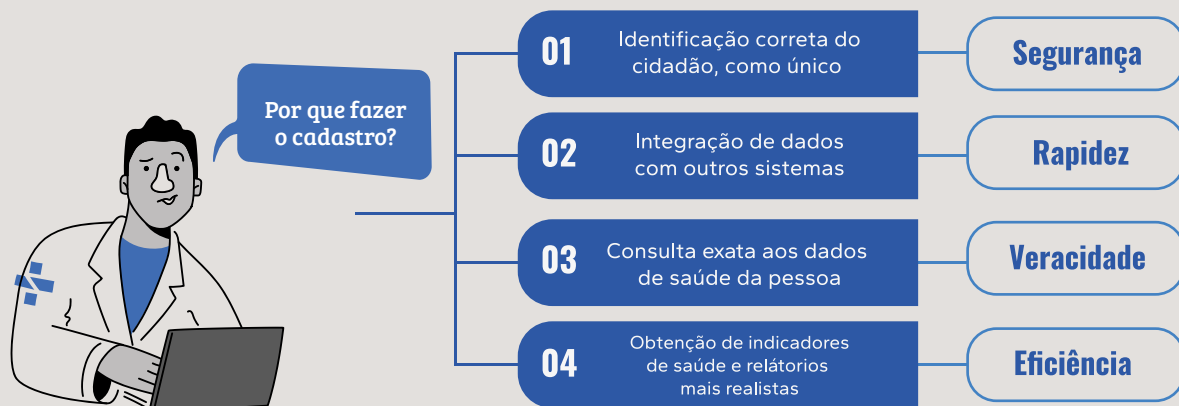 Por que fazer
o cadastro?
01
Identificação correta do
cidadão, como único
Segurança
02
Integração de dados
com outros sistemas
Rapidez
03
Consulta exata aos dados
de saúde da pessoa
Veracidade
04
Obtenção de indicadores
de saúde e relátorios
mais realistas
Eficiência